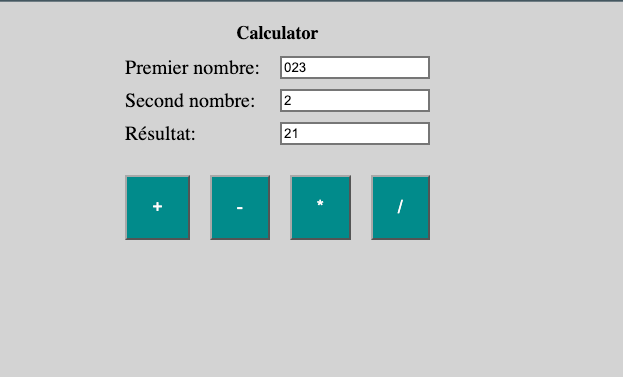 Calculator
Premier nombre: 023
Second nombre: 2
Résultat: 21
+ - * /